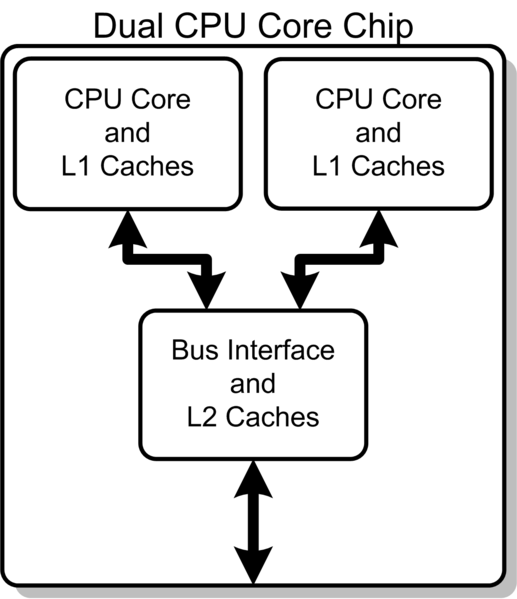 Dual CPU Core Chip
CPU Core
and
L1 Caches
CPU Core
and
L1 Caches
Bus Interface
and
L2 Caches